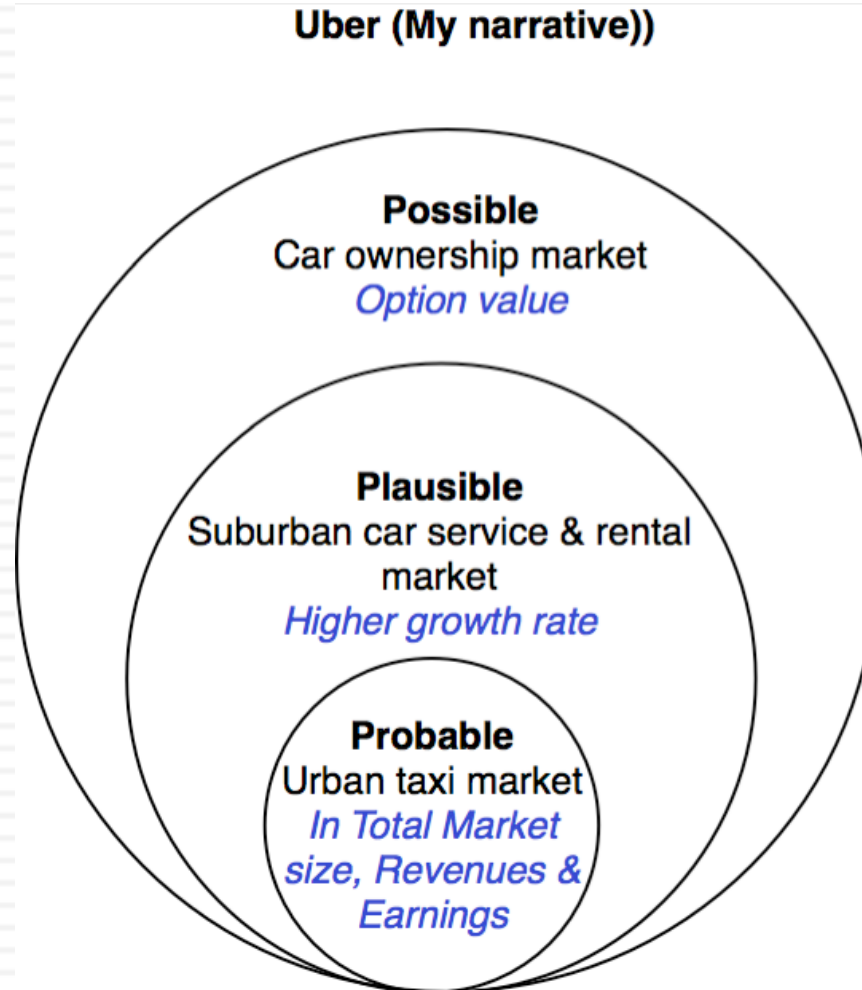 Uber (My narrative))
Possible
Car ownership market
Option value
Plausible
Suburban car service & rental
market
Higher growth rate
Probable
Urban taxi market
In Total Market
size, Revenues &
Earnings